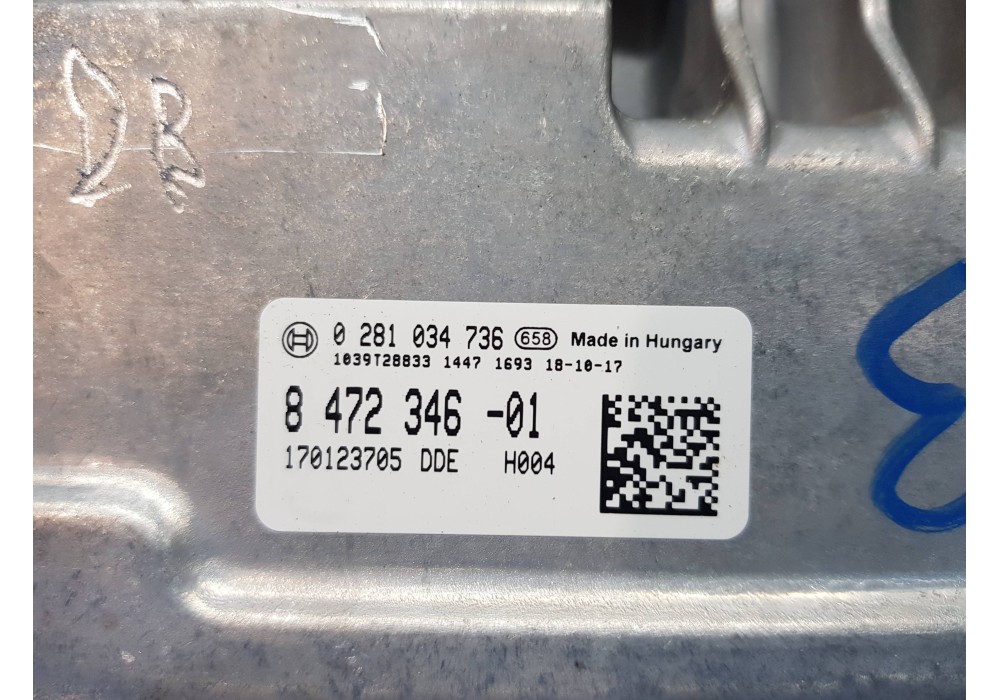 DB
0 281 034 736 658 Made in Hungary
1039T28833 1447 1693 18-10-17
8 472 346 -01
170123705 DDE H004